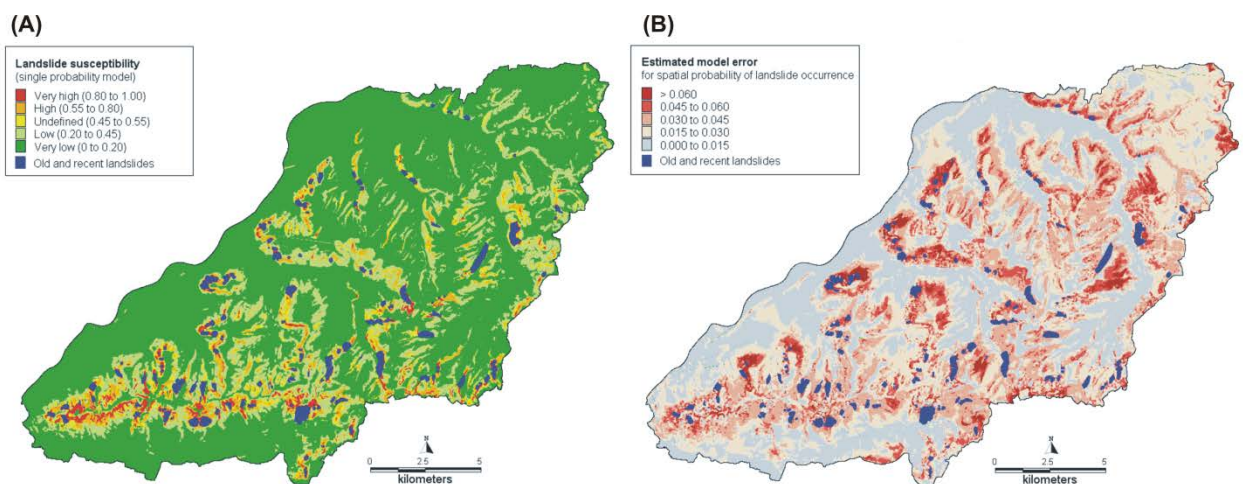 (A)
Landslide susceptibility
(single probability model)
Very high (0.80 to 1.00)
High (0.55 to 0.80)
Undefined (0.45 to 0.55)
Low (0.20 to 0.45)
Very low (0 to 0.20)
Old and recent landslides
N
0 2.5 5
kilometers
(B)
Estimated model error
for spatial probability of landslide occurrence
> 0.060
0.045 to 0.060
0.030 to 0.045
0.015 to 0.030
0.000 to 0.015
Old and recent landslides
N
0 2.5 5
kilometers